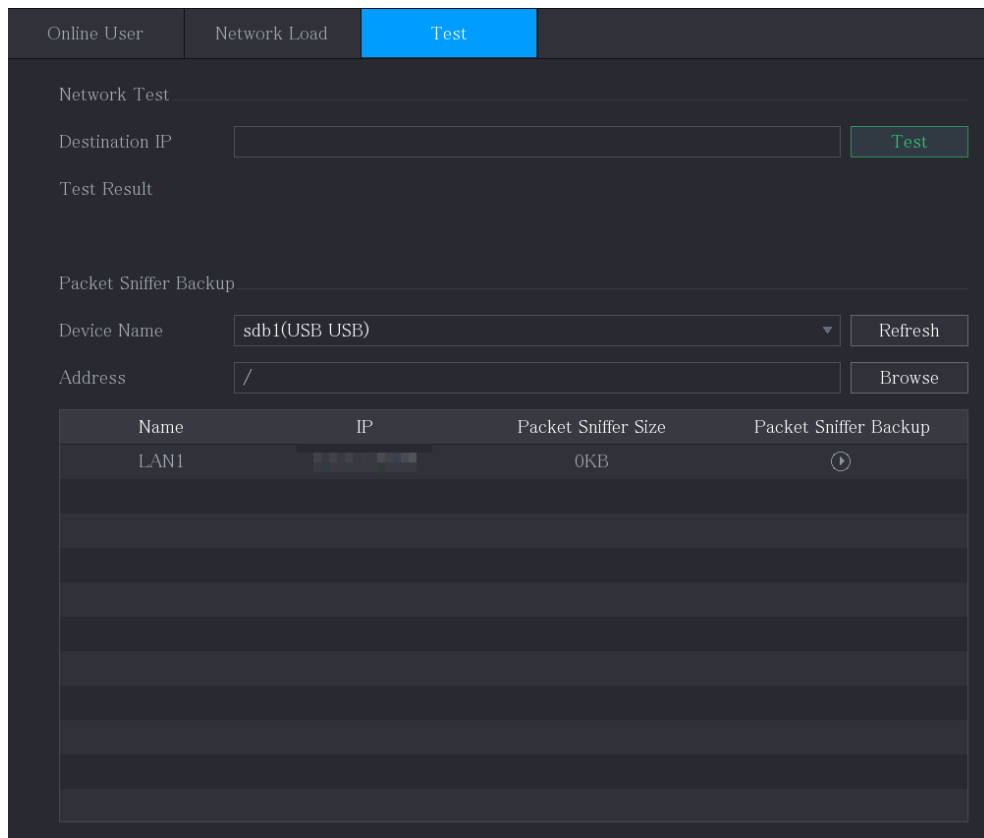 Online User Network Load Test
Network Test
Destination IP Test
Test Result
Packet Sniffer Backup
Device Name sdb1(USB USB) Refresh
Address / Browse
Name IP Packet Sniffer Size Packet Sniffer Backup
LAN1 0KB